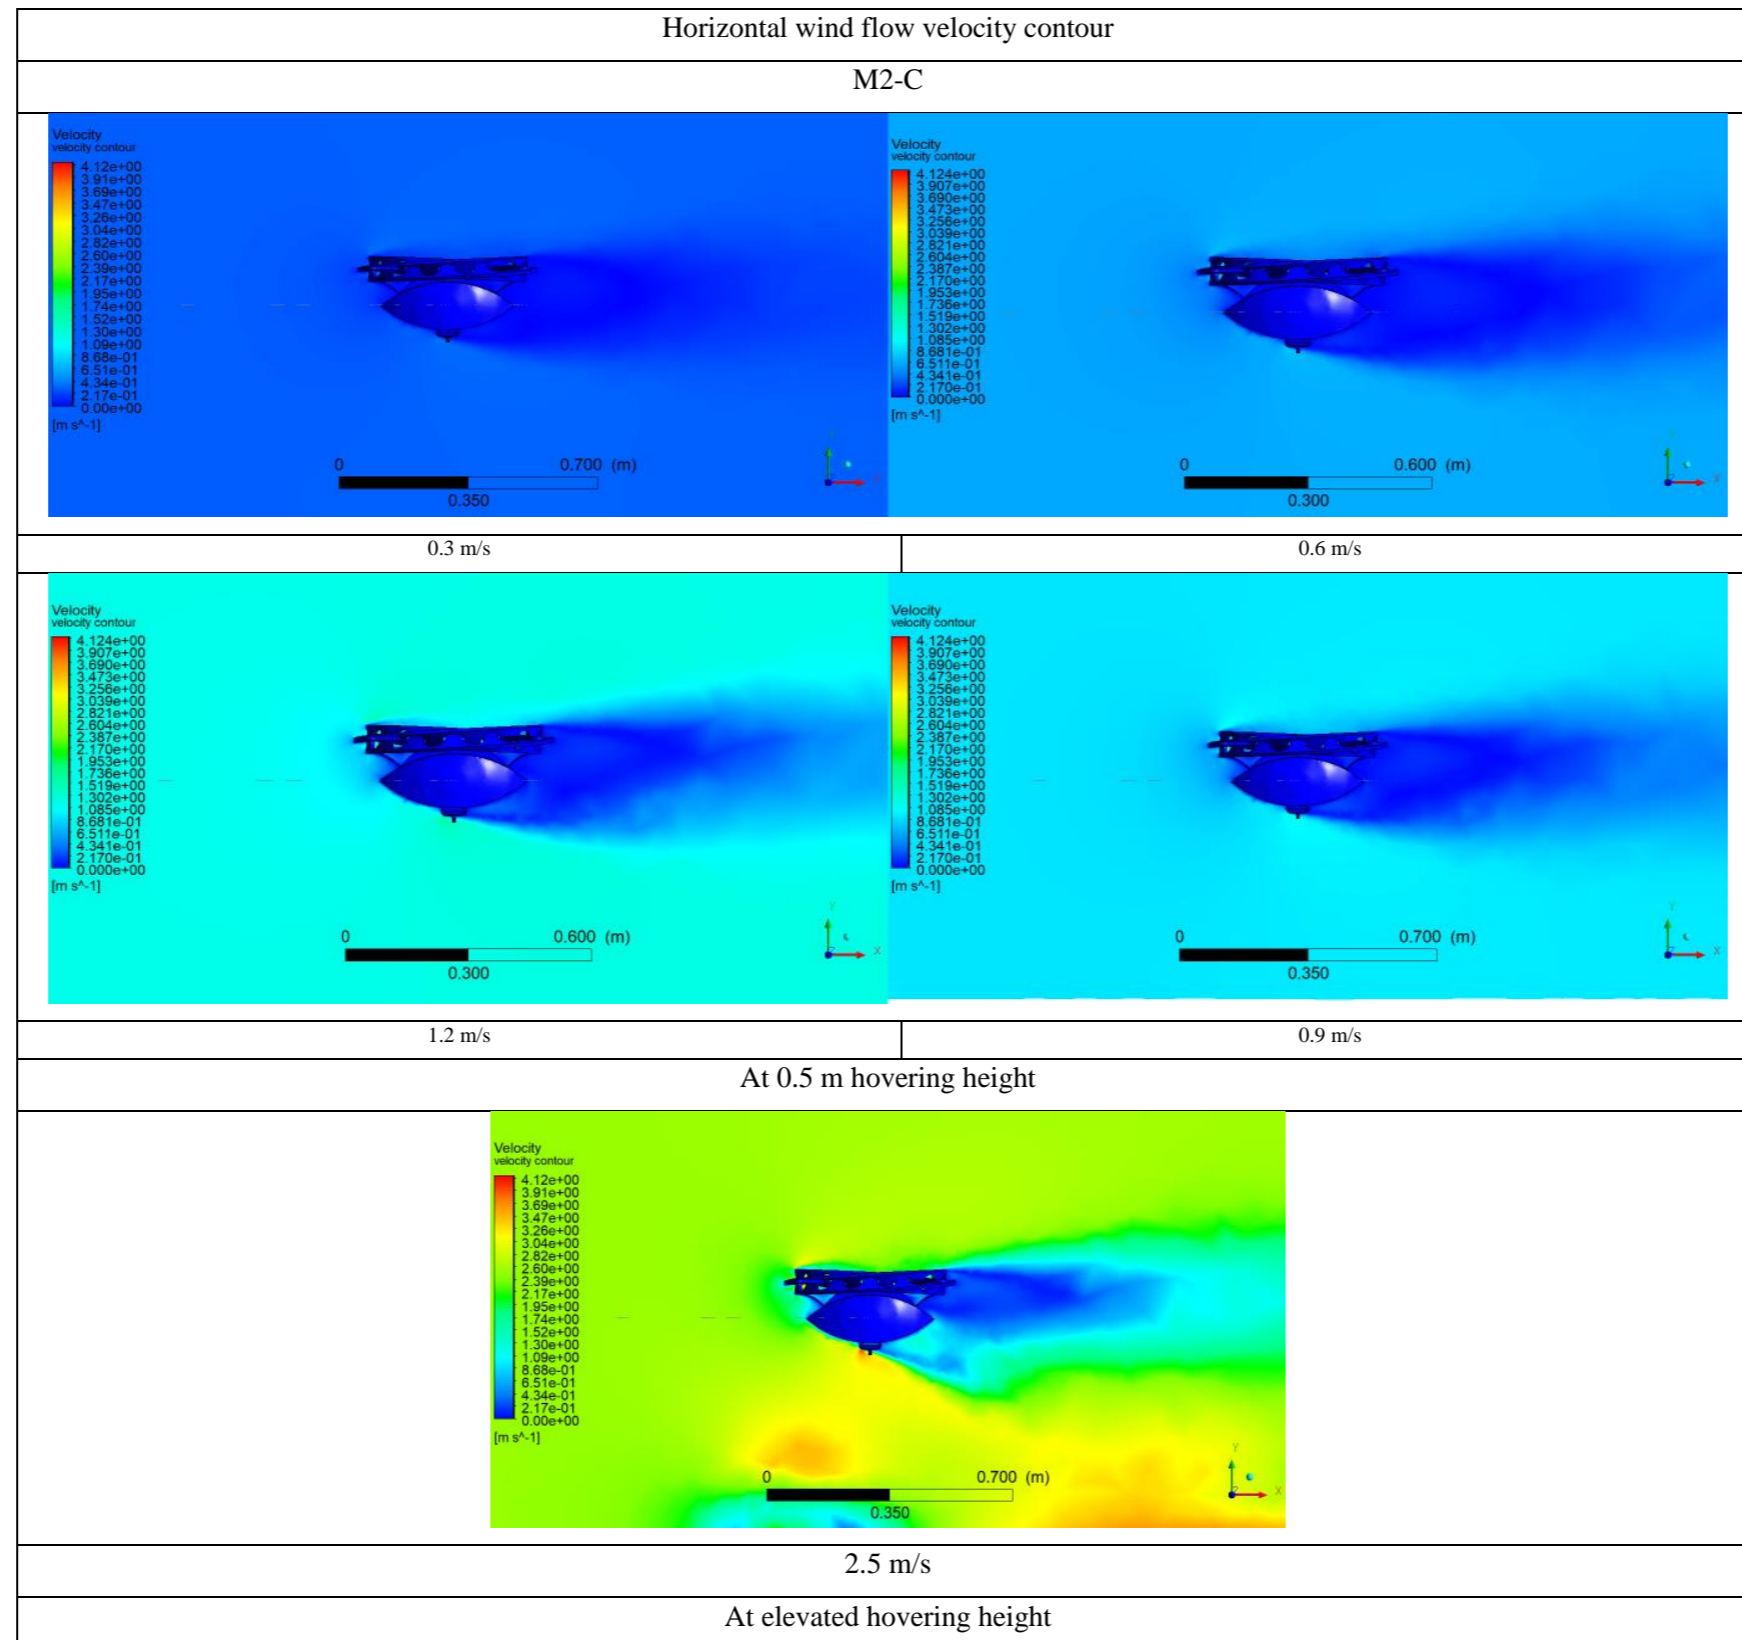 Horizontal wind flow velocity contour
M2-C
Velocity
velocity contour
4.12e+00
3.91e+00
3.69e+00
3.47e+00
3.26e+00
3.04e+00
2.82e+00
2.60e+00
2.39e+00
2.17e+00
1.95e+00
1.74e+00
1.52e+00
1.30e+00
1.09e+00
8.68e-01
6.51e-01
4.34e-01
2.17e-01
0.00e+00
[m s^-1]
0 0.700 (m)
0.350
Velocity
velocity contour
4.124e+00
3.907e+00
3.690e+00
3.473e+00
3.256e+00
3.039e+00
2.821e+00
2.604e+00
2.387e+00
2.170e+00
1.953e+00
1.736e+00
1.519e+00
1.302e+00
1.085e+00
8.681e-01
6.511e-01
4.341e-01
2.170e-01
0.000e+00
[m s^-1]
0 0.600 (m)
0.300
Y
X
0.3 m/s
0.6 m/s
Velocity
velocity contour
4.124e+00
3.907e+00
3.690e+00
3.473e+00
3.256e+00
3.039e+00
2.821e+00
2.604e+00
2.387e+00
2.170e+00
1.953e+00
1.736e+00
1.519e+00
1.302e+00
1.085e+00
8.681e-01
6.511e-01
4.341e-01
2.170e-01
0.000e+00
[m s^-1]
0 0.600 (m)
0.300
Y
Z
X
Velocity
velocity contour
4.124e+00
3.907e+00
3.690e+00
3.473e+00
3.256e+00
3.039e+00
2.821e+00
2.604e+00
2.387e+00
2.170e+00
1.953e+00
1.736e+00
1.519e+00
1.302e+00
1.085e+00
8.681e-01
6.511e-01
4.341e-01
2.170e-01
0.000e+00
[m s^-1]
0 0.700 (m)
0.350
Y
Z
X
1.2 m/s
0.9 m/s
At 0.5 m hovering height
Velocity
velocity contour
4.12e+00
3.91e+00
3.69e+00
3.47e+00
3.26e+00
3.04e+00
2.82e+00
2.60e+00
2.39e+00
2.17e+00
1.95e+00
1.74e+00
1.52e+00
1.30e+00
1.09e+00
8.68e-01
6.51e-01
4.34e-01
2.17e-01
0.00e+00
[m s^-1]
0 0.700 (m)
0.350
Y
Z
X
2.5 m/s
At elevated hovering height